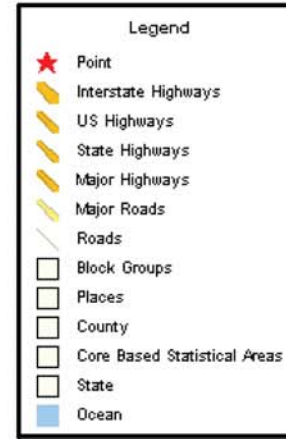 Legend
Point
Interstate Highways
US Highways
State Highways
Major Highways
Major Roads
Roads
Block Groups
Places
County
Core Based Statistical Areas
State
Ocean